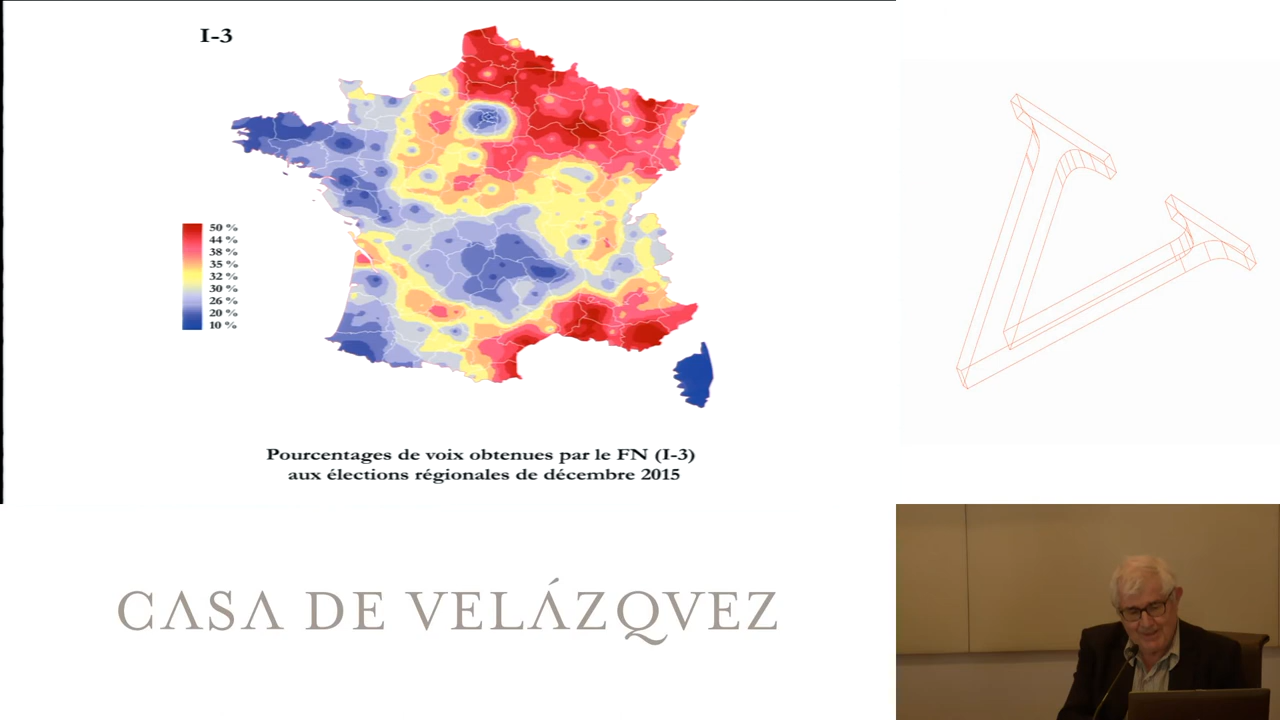 I-3
50 %
44 %
38 %
35 %
32 %
30 %
26 %
20 %
10 %
Pourcentages de voix obtenues par le FN (I-3)
aux élections régionales de décembre 2015
CASA DE VELÁZQVEZ